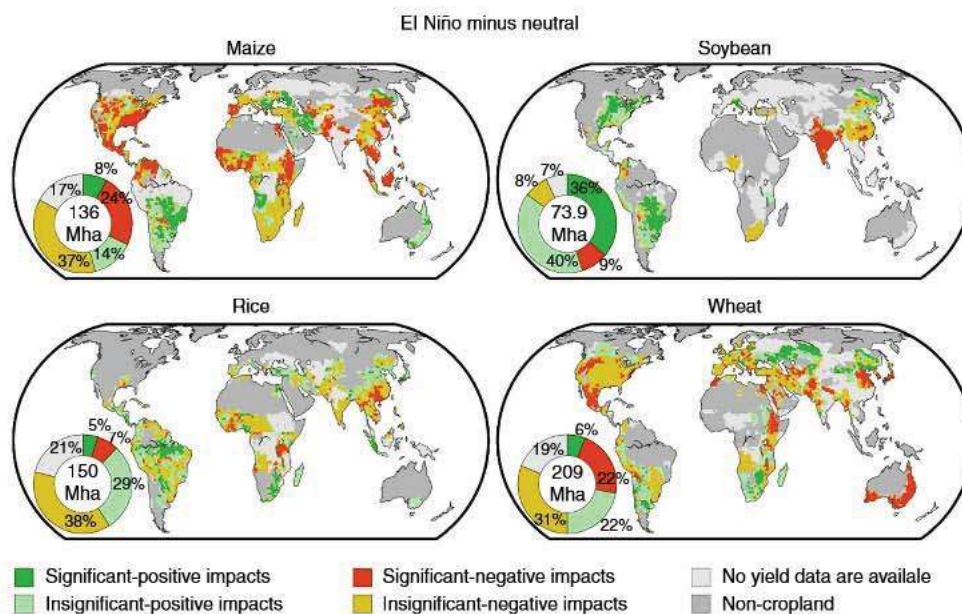 El Niño minus neutral
Maize
Soybean
8%
17%
24%
136
Mha
37%
14%
7%
8%
36%
73.9
Mha
40%
9%
Rice
Wheat
5%
7%
21%
150
Mha
29%
38%
6%
19%
22%
209
Mha
31%
22%
Significant-positive impacts
Significant-negative impacts
No yield data are availale
Insignificant-positive impacts
Insignificant-negative impacts
Non-cropland